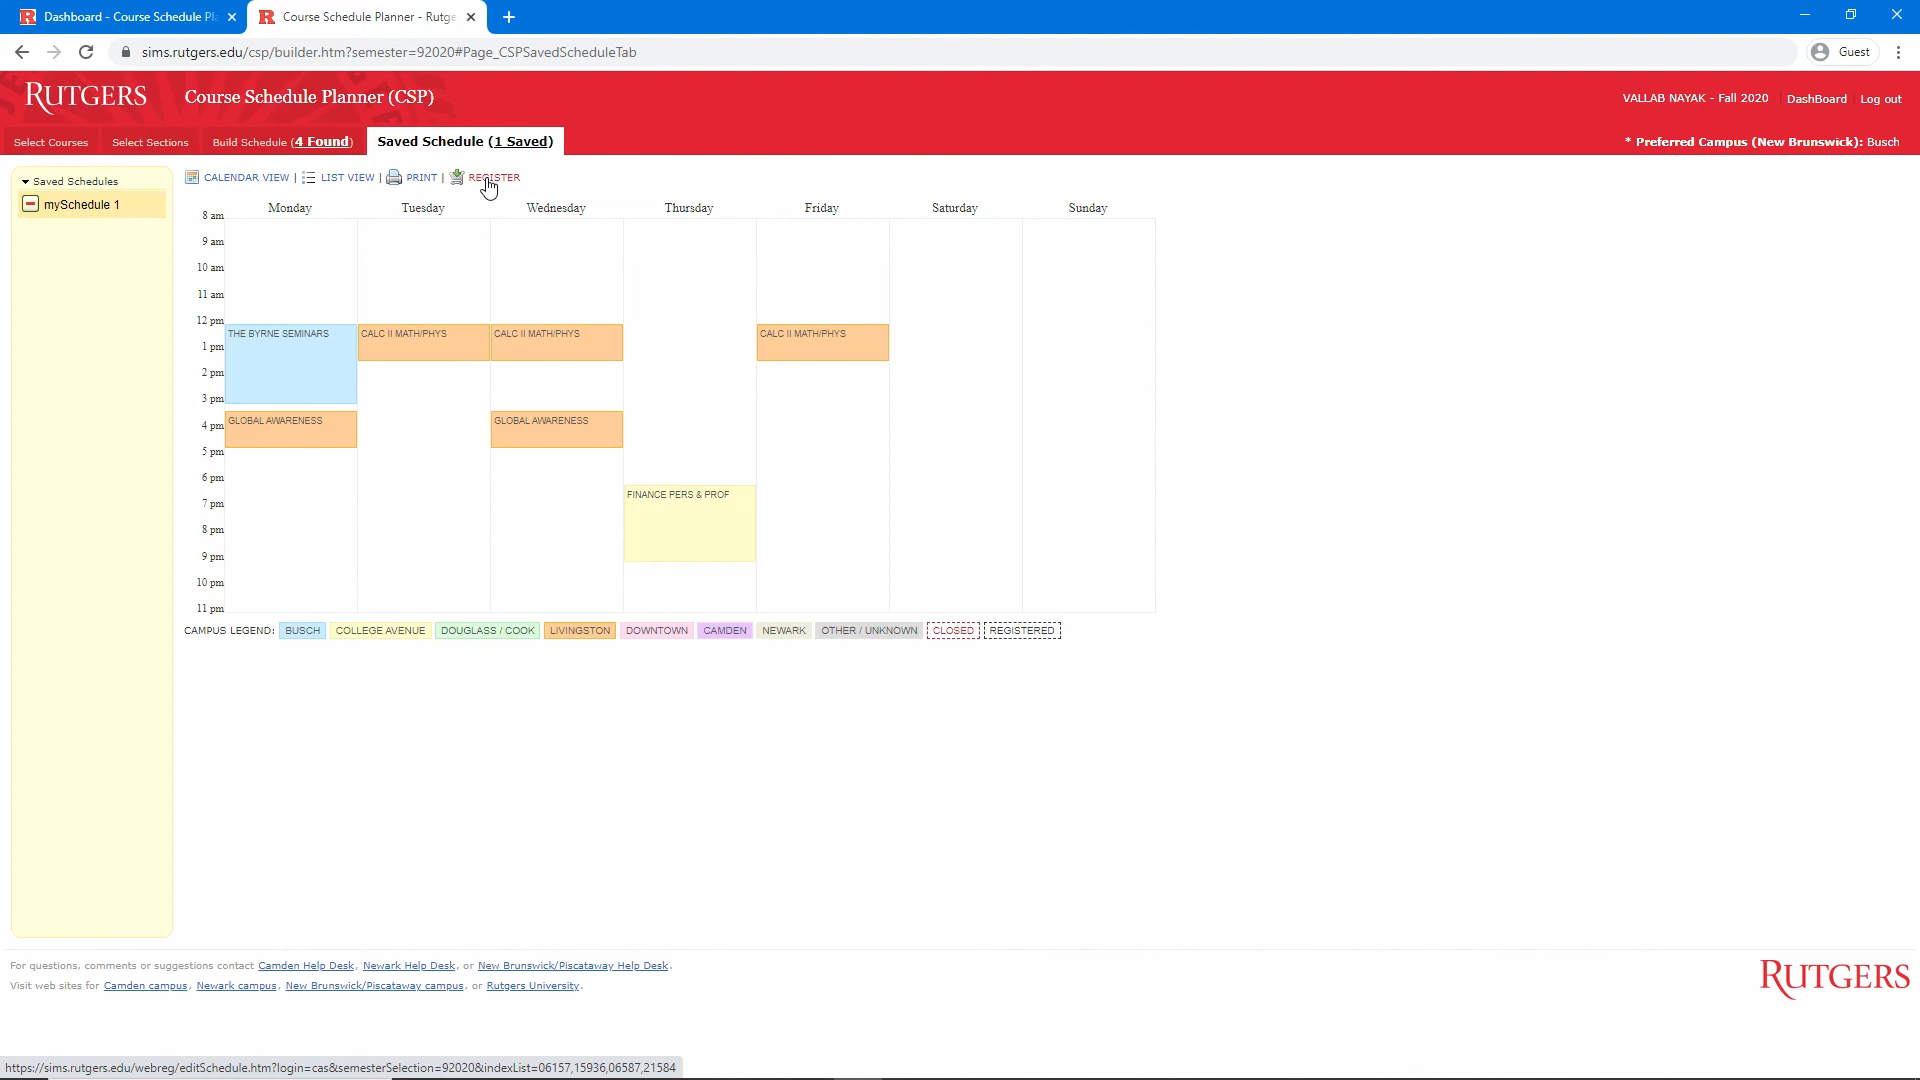 Dashboard - Course Schedule Pl
Course Schedule Planner - Rutge
sims.rutgers.edu/csp/builder.htm?semester=92020#Page_CSPSavedScheduleTab
Guest
RUTGERS
Course Schedule Planner (CSP)
VALLAB NAYAK - Fall 2020 DashBoard Log out
Select Courses Select Sections Build Schedule (4 Found) Saved Schedule (1 Saved)
* Preferred Campus (New Brunswick): Busch
Saved Schedules
mySchedule 1
CALENDAR VIEW | LIST VIEW | PRINT | REGISTER
Monday Tuesday Wednesday Thursday Friday Saturday Sunday
8 am
9 am
10 am
11 am
12 pm
THE BYRNE SEMINARS CALC II MATH/PHYS CALC II MATH/PHYS CALC II MATH/PHYS
1 pm
2 pm
3 pm
GLOBAL AWARENESS GLOBAL AWARENESS
4 pm
5 pm
6 pm
FINANCE PERS & PROF
7 pm
8 pm
9 pm
10 pm
11 pm
CAMPUS LEGEND: BUSCH COLLEGE AVENUE DOUGLASS / COOK LIVINGSTON DOWNTOWN CAMDEN NEWARK OTHER / UNKNOWN CLOSED REGISTERED
For questions, comments or suggestions contact Camden Help Desk, Newark Help Desk, or New Brunswick/Piscataway Help Desk.
Visit web sites for Camden campus, Newark campus, New Brunswick/Piscataway campus, or Rutgers University.
RUTGERS
https://sims.rutgers.edu/webreg/editSchedule.htm?login=cas&semesterSelection=92020&indexList=06157,15936,06587,21584